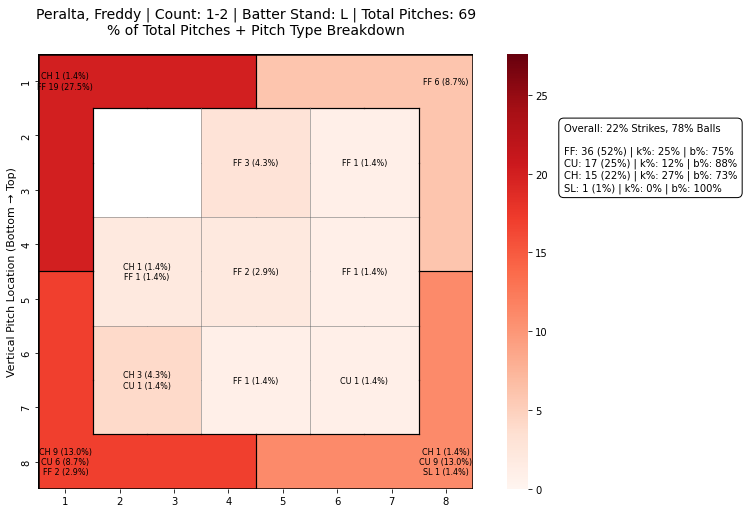 Peralta, Freddy | Count: 1-2 | Batter Stand: L | Total Pitches: 69
% of Total Pitches + Pitch Type Breakdown
CH 1 (1.4%)
FF 19 (27.5%)
FF 6 (8.7%)
FF 3 (4.3%)
FF 1 (1.4%)
CH 1 (1.4%)
FF 1 (1.4%)
FF 2 (2.9%)
FF 1 (1.4%)
CH 3 (4.3%)
CU 1 (1.4%)
FF 1 (1.4%)
CU 1 (1.4%)
CH 9 (13.0%)
CU 6 (8.7%)
FF 2 (2.9%)
CH 1 (1.4%)
CU 9 (13.0%)
SL 1 (1.4%)
Vertical Pitch Location (Bottom → Top)
1
2
3
4
5
6
7
8
1 2 3 4 5 6 7 8
25
20
15
10
5
0
Overall: 22% Strikes, 78% Balls
FF: 36 (52%) | k%: 25% | b%: 75%
CU: 17 (25%) | k%: 12% | b%: 88%
CH: 15 (22%) | k%: 27% | b%: 73%
SL: 1 (1%) | k%: 0% | b%: 100%